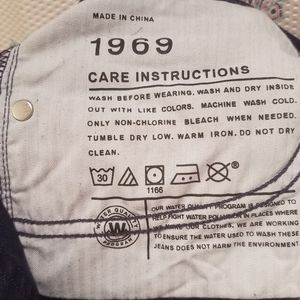 MADE IN CHINA
1969
CARE INSTRUCTIONS
WASH BEFORE WEARING. WASH AND DRY INSIDE
OUT WITH LIKE COLORS. MACHINE WASH COLD.
ONLY NON-CHLORINE BLEACH WHEN NEEDED.
TUMBLE DRY LOW. WARM IRON. DO NOT DRY
CLEAN.
30
1166
WATER QUALITY
W
PROGRAM
OUR WATER QUALITY PROGRAM IS DESIGNED TO
HELP FIGHT WATER POLLUTION IN PLACES WHERE
WE MAKE OUR CLOTHES. WE ARE WORKING
TO ENSURE THE WATER USED TO WASH THESE
JEANS DOES NOT HARM THE ENVIRONMENT